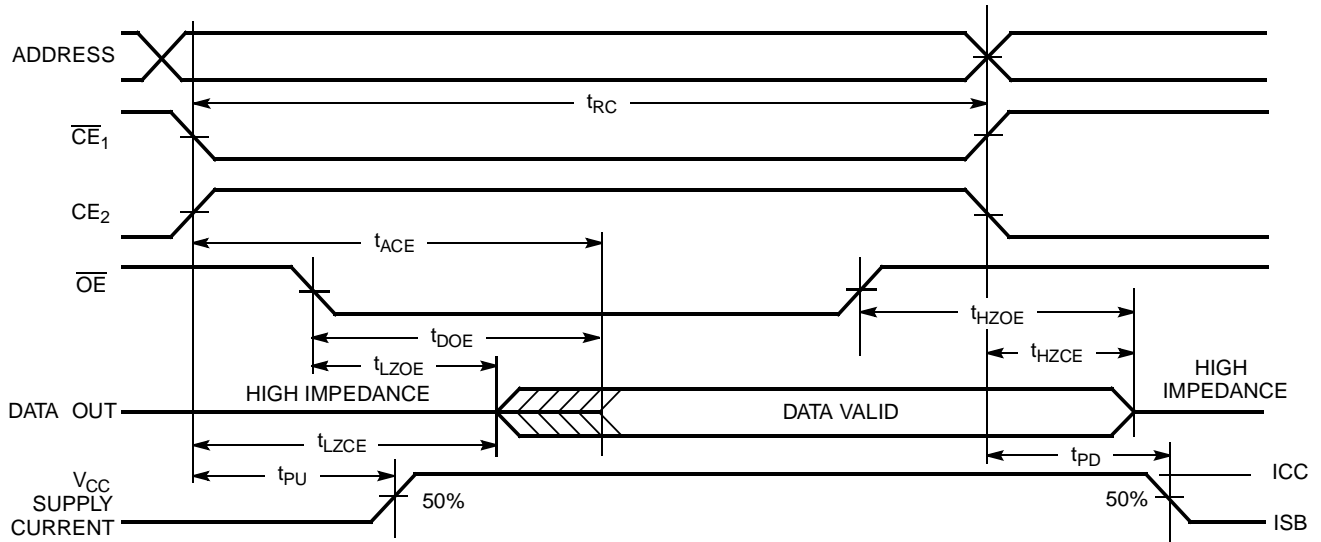 ADDRESS
tRC
CE1
CE2
tACE
OE
tHZOE
tDOE
tHZCE
tLZOE
HIGH IMPEDANCE
HIGH
IMPEDANCE
DATA OUT
DATA VALID
tLZCE
tPD
tPU
VCC
SUPPLY
CURRENT
50%
50%
ICC
ISB